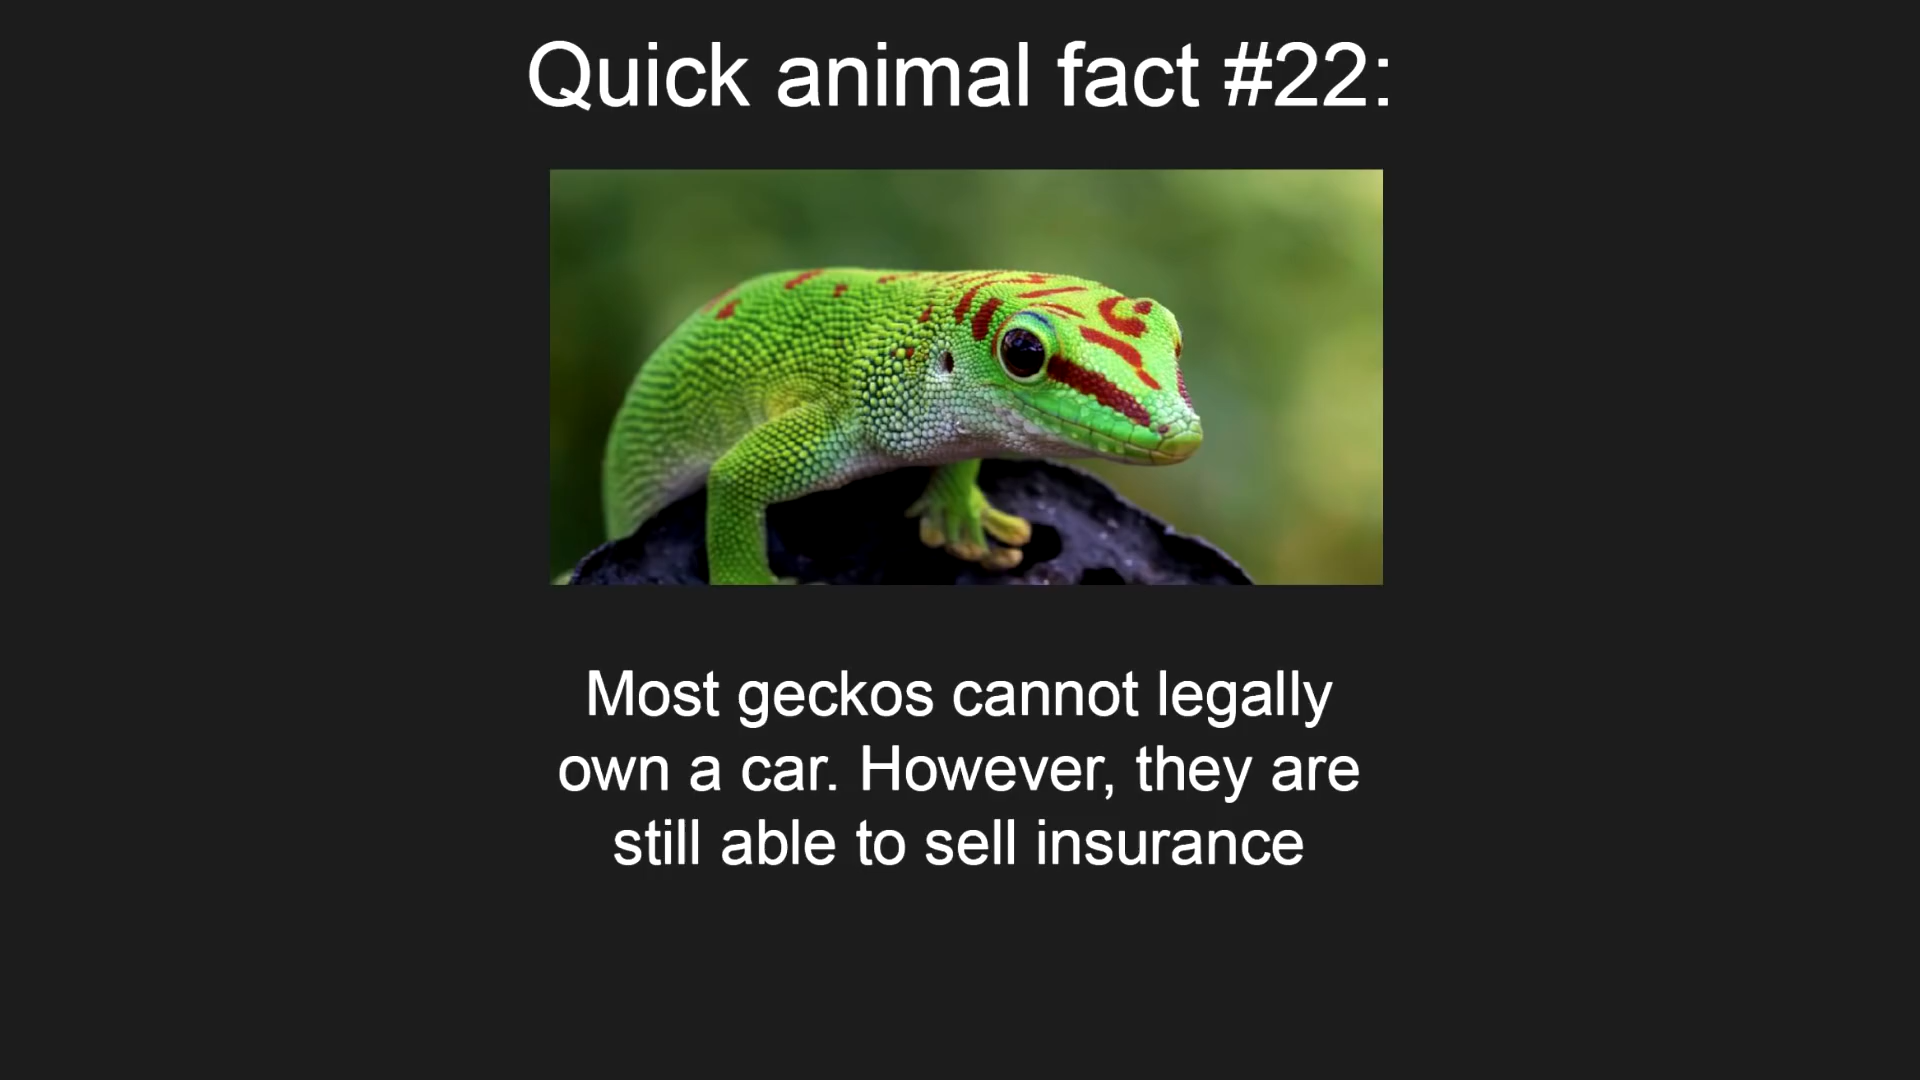 Quick animal fact #22:
Most geckos cannot legally
own a car. However, they are
still able to sell insurance